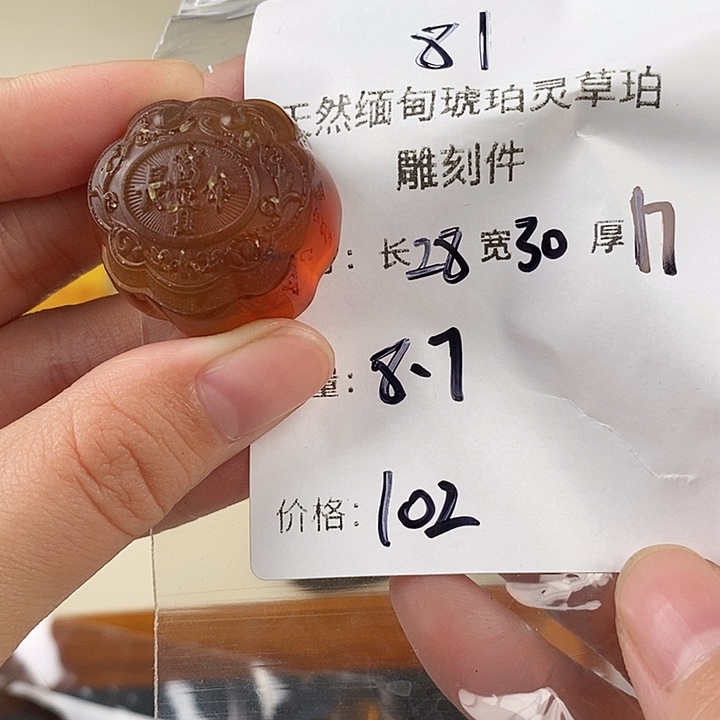 81
天然缅甸琥珀灵草珀
雕刻件
: 长28 宽30 厚17
量: 8.7
价格: 102